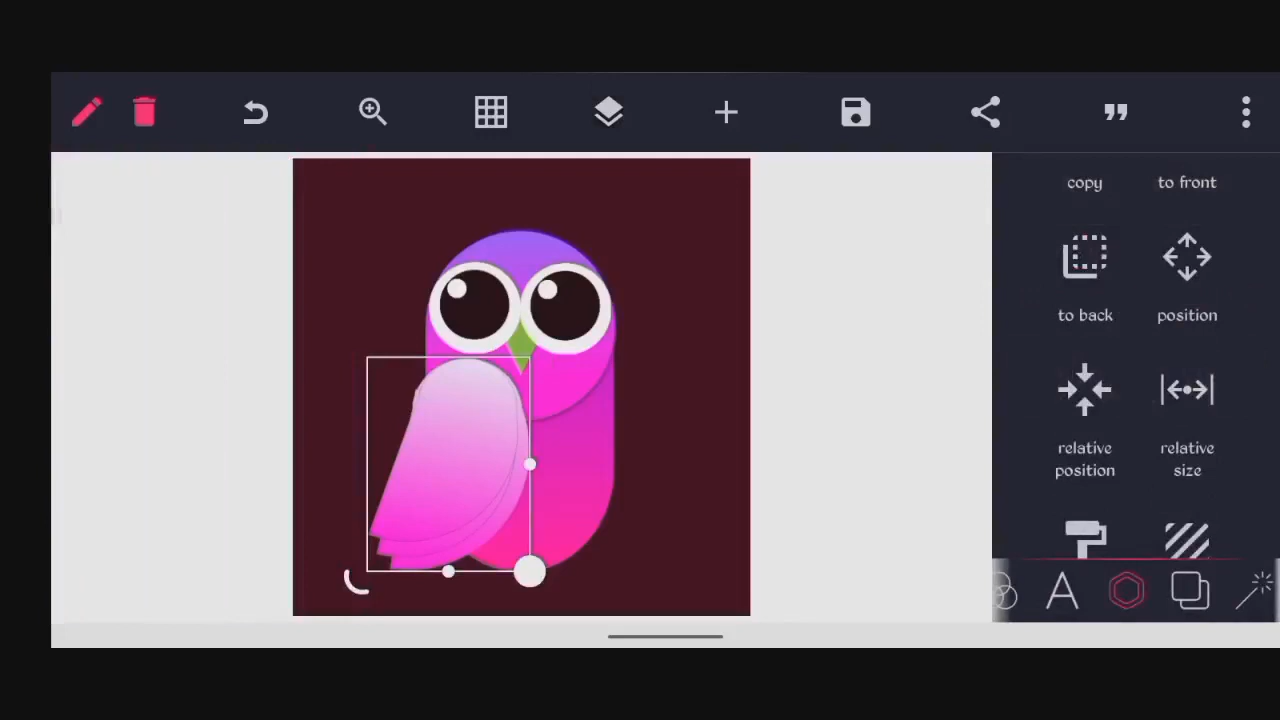 copy
to front
to back
position
relative
position
relative
size